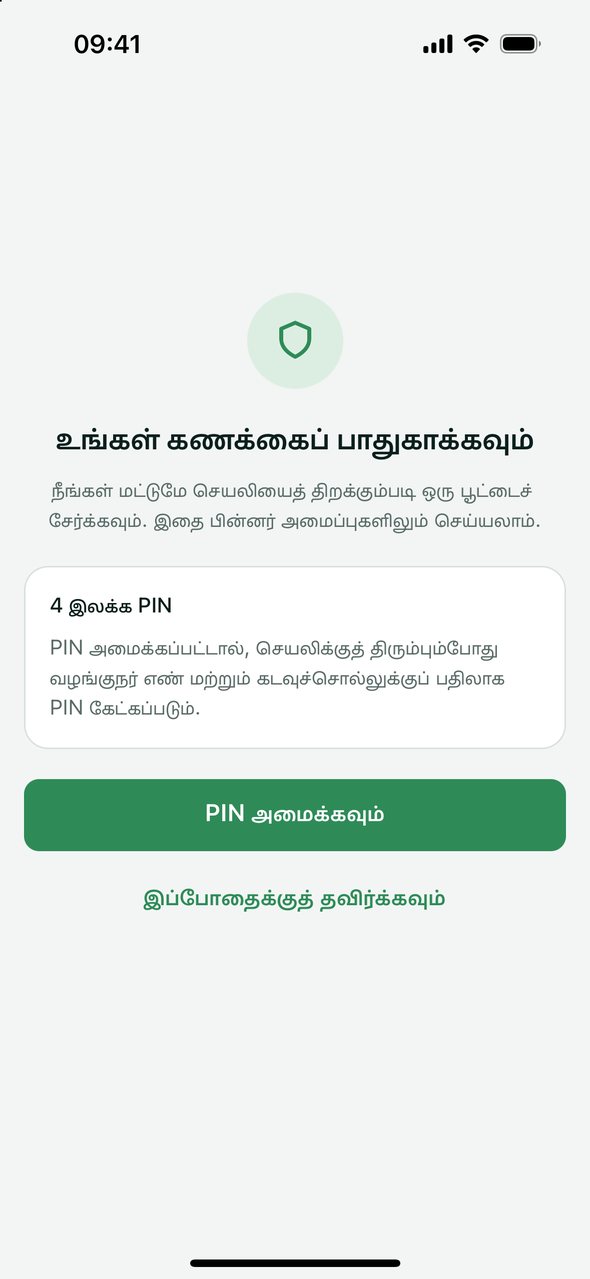 09:41
உங்கள் கணக்கைப் பாதுகாக்கவும்
நீங்கள் மட்டுமே செயலியைத் திறக்கும்படி ஒரு பூட்டைச்
சேர்க்கவும். இதை பின்னர் அமைப்புகளிலும் செய்யலாம்.
4 இலக்க PIN
PIN அமைக்கப்பட்டால், செயலிக்குத் திரும்பும்போது
வழங்குநர் எண் மற்றும் கடவுச்சொல்லுக்குப் பதிலாக
PIN கேட்கப்படும்.
PIN அமைக்கவும்
இப்போதைக்குத் தவிர்க்கவும்